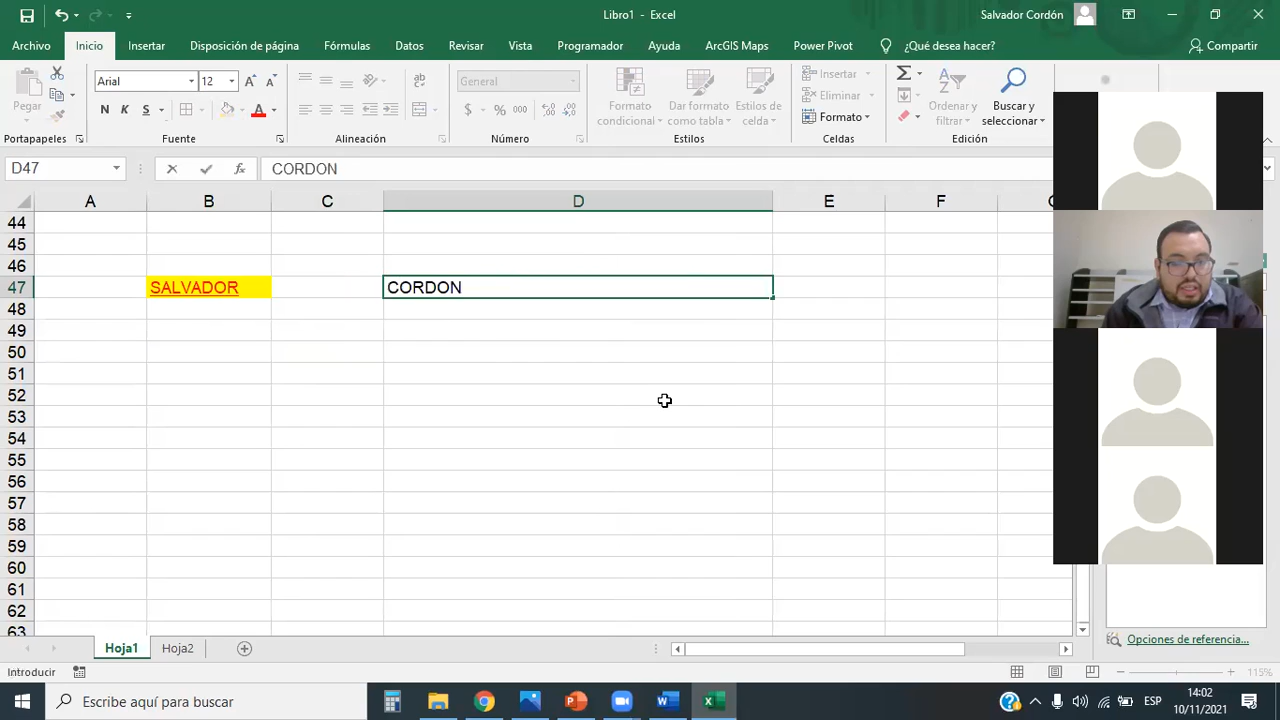 Libro1 - Excel
Salvador Cordón
Archivo Inicio Insertar Disposición de página Fórmulas Datos Revisar Vista Programador Ayuda ArcGIS Maps Power Pivot ¿Qué desea hacer? Compartir
Arial 12 General
Insertar
Eliminar
Formato
Pegar
N K S
$ % 000
Formato condicional
Dar formato como tabla
Estilos de celda
Ordenar y filtrar
Buscar y seleccionar
Portapapeles Fuente Alineación Número Estilos Celdas Edición
D47 fx CORDON
A B C D E F
44
45
46
47 SALVADOR CORDON
48
49
50
51
52
53
54
55
56
57
58
59
60
61
62
63
Opciones de referencia...
Hoja1 Hoja2
Introducir 115%
Escribe aquí para buscar
ESP 14:02
10/11/2021